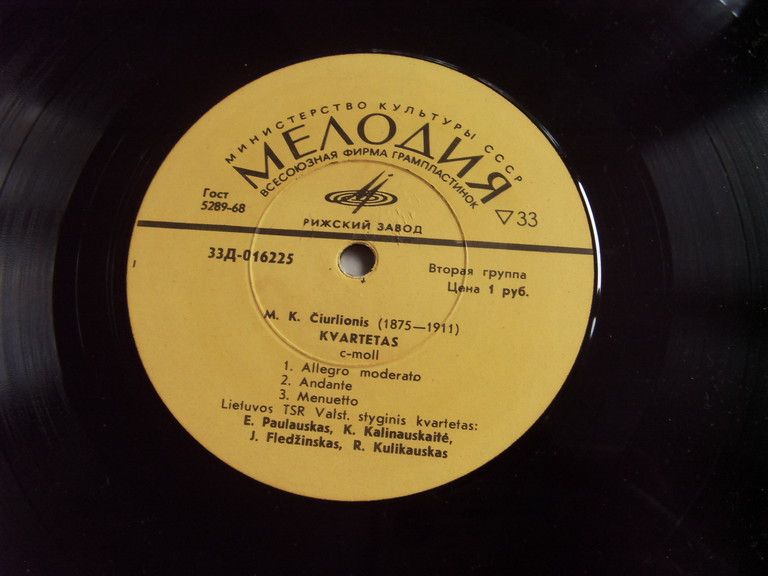 МИНИСТЕРСТВО КУЛЬТУРЫ СССР
МЕЛОДИЯ
ВСЕСОЮЗНАЯ ФИРМА ГРАМПЛАСТИНОК
Гост
5289-68
▽33
РИЖСКИЙ ЗАВОД
33Д-016225
Вторая группа
Цена 1 руб.
M. K. Čiurlionis (1875—1911)
KVARTETAS
c-moll
1. Allegro moderato
2. Andante
3. Menuetto
Lietuvos TSR Valst. styginis kvartetas:
E. Paulauskas, K. Kalinauskaitė,
J. Fledžinskas, R. Kulikauskas